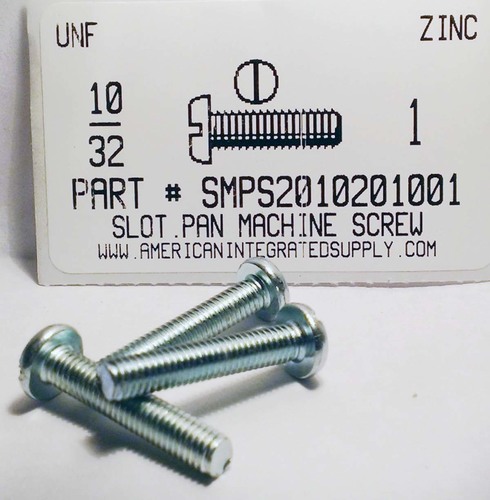 UNF ZINC
10
32
1
PART # SMPS2010201001
SLOT PAN MACHINE SCREW
WWW.AMERICANINTEGRATEDSUPPLY.COM